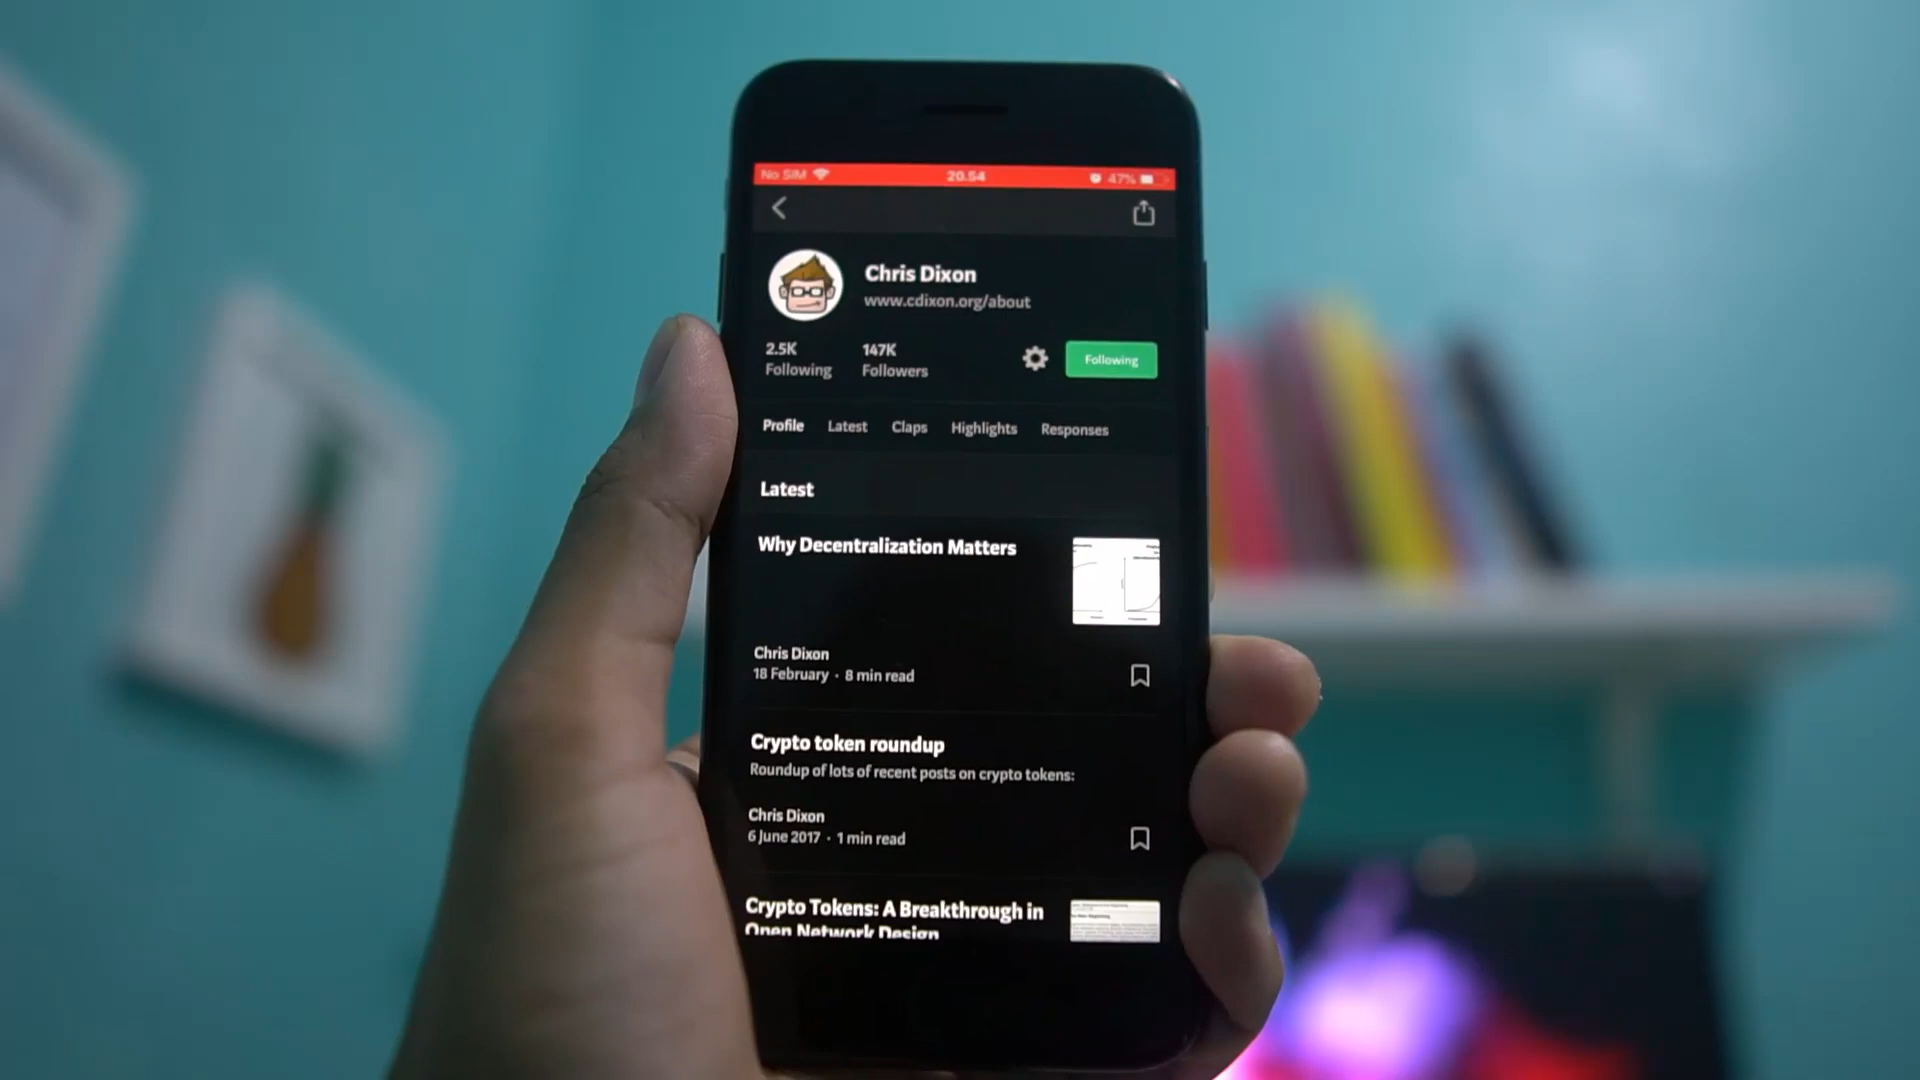 No SIM 20.54 47%
Chris Dixon
www.cdixon.org/about
2.5K 147K
Following Followers Following
Profile Latest Claps Highlights Responses
Latest
Why Decentralization Matters
Chris Dixon
18 February · 8 min read
Crypto token roundup
Roundup of lots of recent posts on crypto tokens:
Chris Dixon
6 June 2017 · 1 min read
Crypto Tokens: A Breakthrough in
Open Network Design